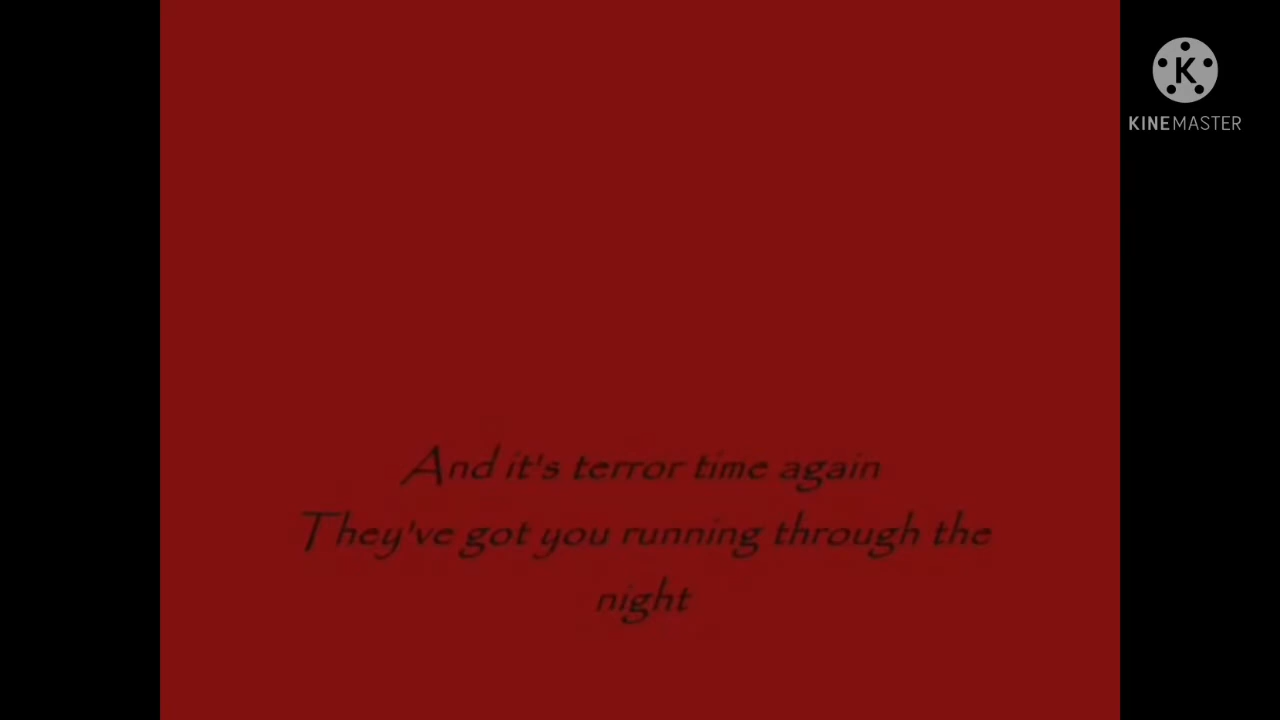 K
KINEMASTER
And it's terror time again
They've got you running through the
night